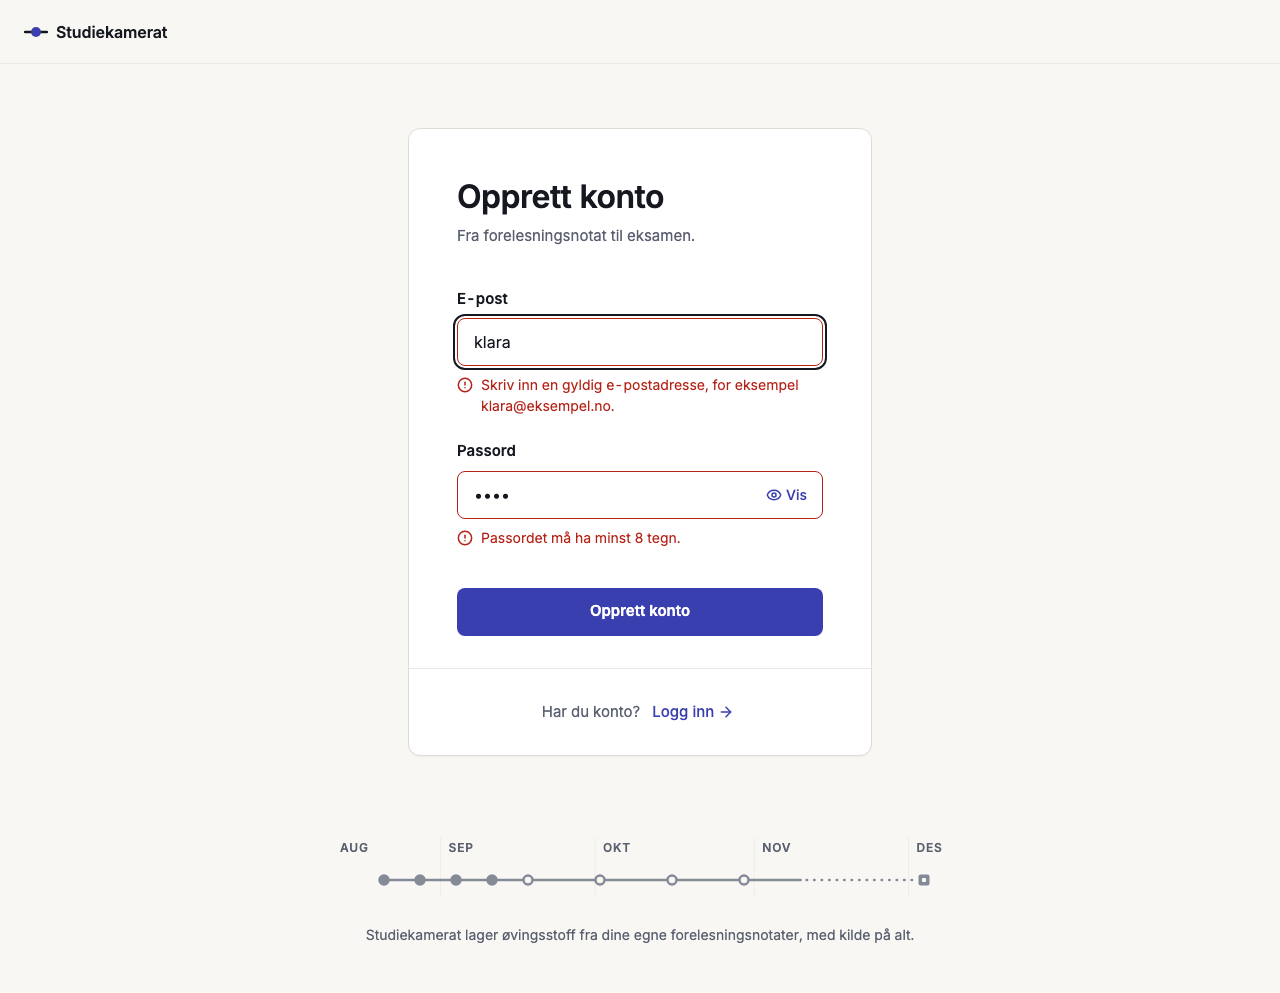 Studiekamerat
Opprett konto
Fra forelesningsnotat til eksamen.
E-post
klara
Skriv inn en gyldig e-postadresse, for eksempel
klara@eksempel.no.
Passord
••••
Vis
Passordet må ha minst 8 tegn.
Opprett konto
Har du konto? Logg inn →
AUG SEP OKT NOV DES
Studiekamerat lager øvingsstoff fra dine egne forelesningsnotater, med kilde på alt.